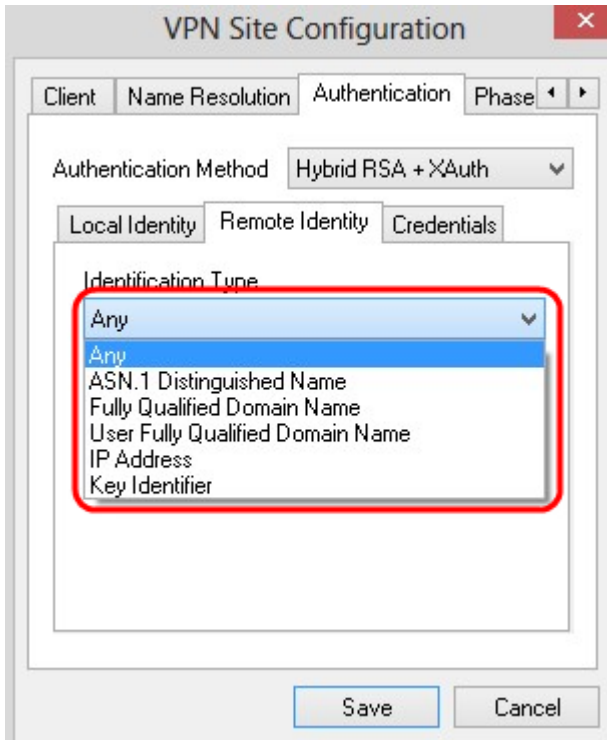 VPN Site Configuration
Client Name Resolution Authentication Phase
Authentication Method Hybrid RSA + XAuth
Local Identity Remote Identity Credentials
Identification Type
Any
Any
ASN.1 Distinguished Name
Fully Qualified Domain Name
User Fully Qualified Domain Name
IP Address
Key Identifier
Save Cancel